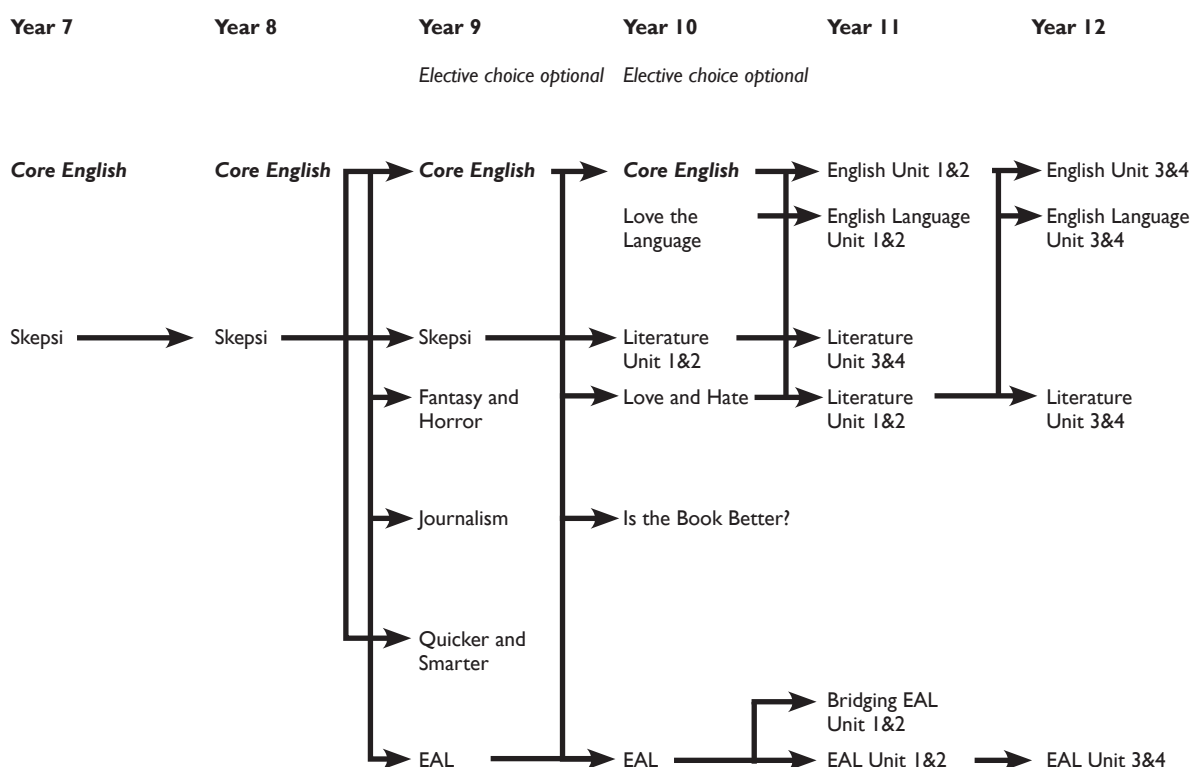 Year 7 Year 8 Year 9 Year 10 Year 11 Year 12
Elective choice optional Elective choice optional
Core English Core English Core English Core English English Unit 1&2 English Unit 3&4
Love the English Language English Language
Language Unit 1&2 Unit 3&4
Skepsi Skepsi Skepsi Literature Literature
Unit 1&2 Unit 3&4
Fantasy and Love and Hate Literature Literature
Horror Unit 1&2 Unit 3&4
Journalism Is the Book Better?
Quicker and
Smarter
Bridging EAL
Unit 1&2
EAL EAL EAL Unit 1&2 EAL Unit 3&4